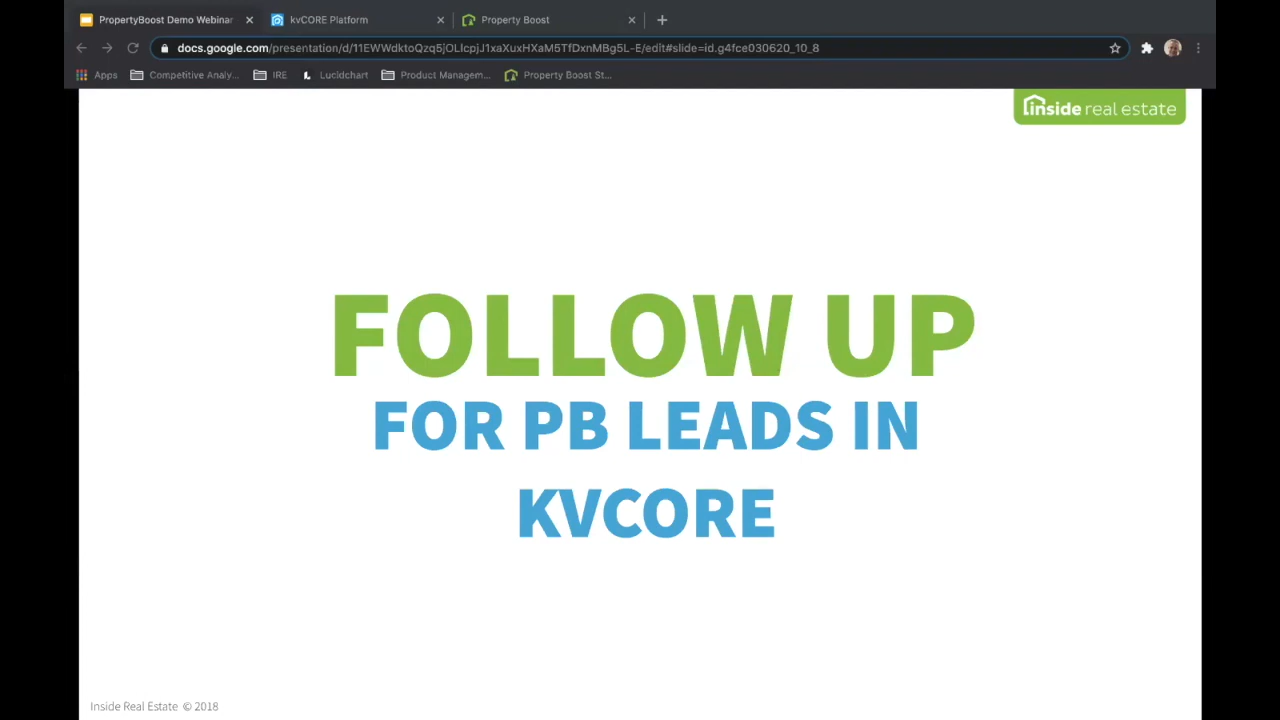 PropertyBoost Demo Webinar
kvCORE Platform
Property Boost
docs.google.com/presentation/d/11EWWdktoQzq5jOLIcpjJ1xaXuxHXaM5TfDxnMBg5L-E/edit#slide=id.g4fce030620_10_8
Apps
Competitive Analy...
IRE
Lucidchart
Product Managem...
Property Boost St...
inside real estate
FOLLOW UP
FOR PB LEADS IN
KVCORE
Inside Real Estate © 2018